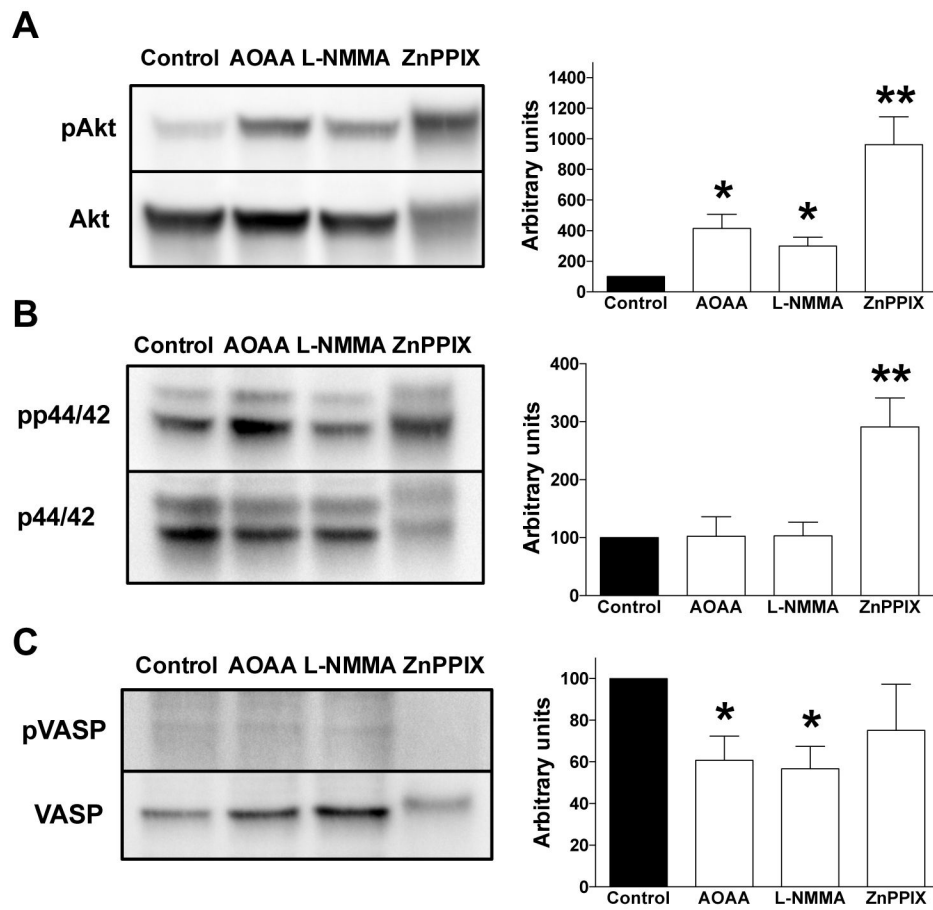 A
Control AOAA L-NMMA ZnPPIX
pAkt
Akt
Arbitrary units
1400
1200
1000
800
600
400
200
0
*
*
**
Control AOAA L-NMMA ZnPPIX
B
Control AOAA L-NMMA ZnPPIX
pp44/42
p44/42
Arbitrary units
400
300
200
100
0
**
Control AOAA L-NMMA ZnPPIX
C
Control AOAA L-NMMA ZnPPIX
pVASP
VASP
Arbitrary units
100
80
60
40
20
0
*
*
Control AOAA L-NMMA ZnPPIX